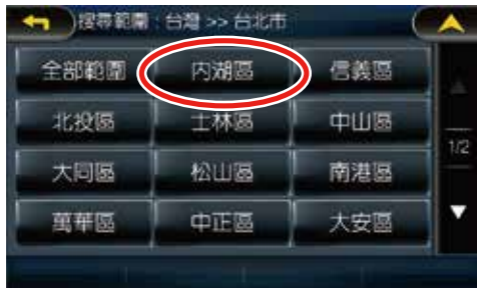 搜尋範圍：台灣 >> 台北市
全部範圍 內湖區 信義區
北投區 士林區 中山區
1/2
大同區 松山區 南港區
萬華區 中正區 大安區